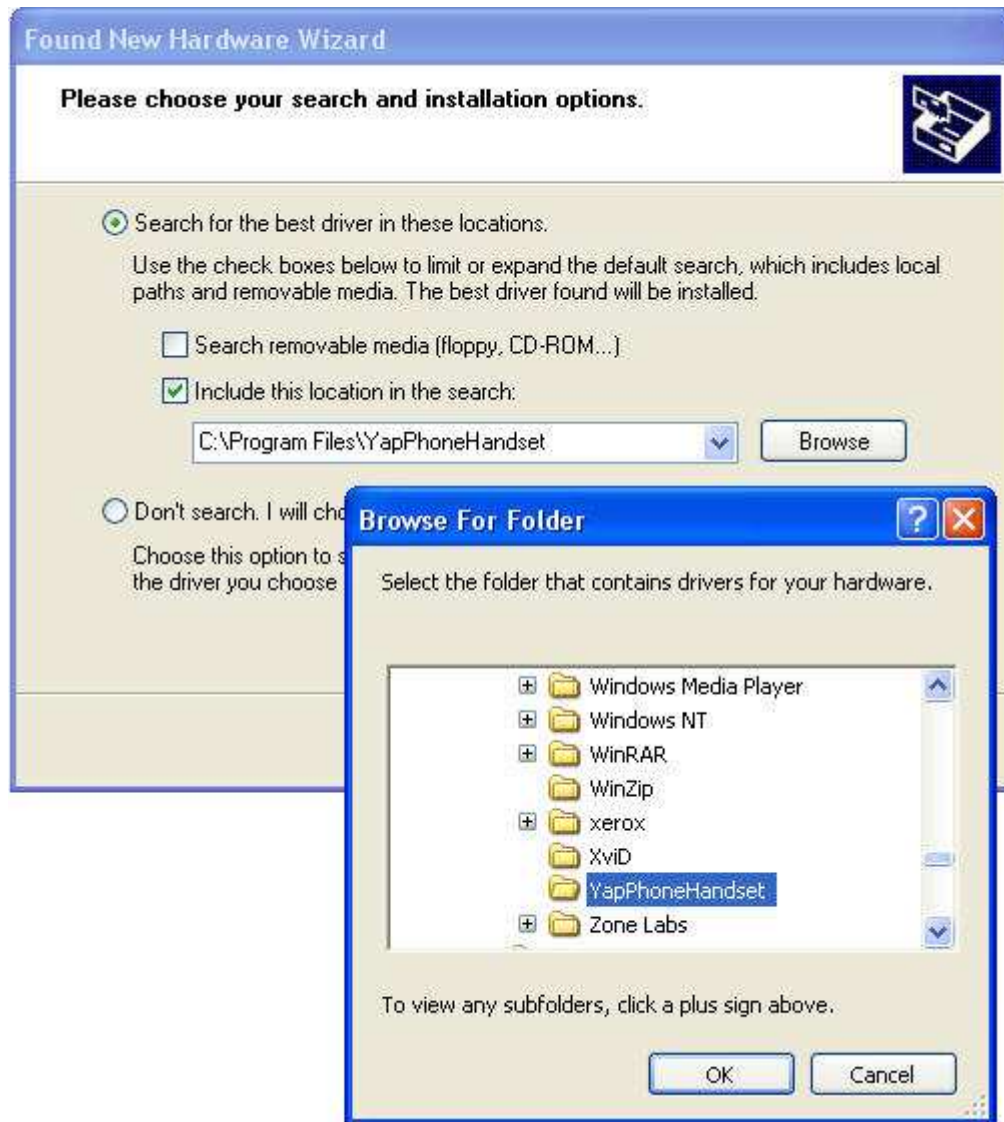 Found New Hardware Wizard
Please choose your search and installation options.
Search for the best driver in these locations.
Use the check boxes below to limit or expand the default search, which includes local
paths and removable media. The best driver found will be installed.
Search removable media (floppy, CD-ROM...)
Include this location in the search:
C:\Program Files\YapPhoneHandset
Browse
Don't search. I will
Choose this option to
the driver you choose
Browse For Folder
Select the folder that contains drivers for your hardware.
Windows Media Player
Windows NT
WinRAR
WinZip
xerox
XviD
YapPhoneHandset
Zone Labs
To view any subfolders, click a plus sign above.
OK
Cancel